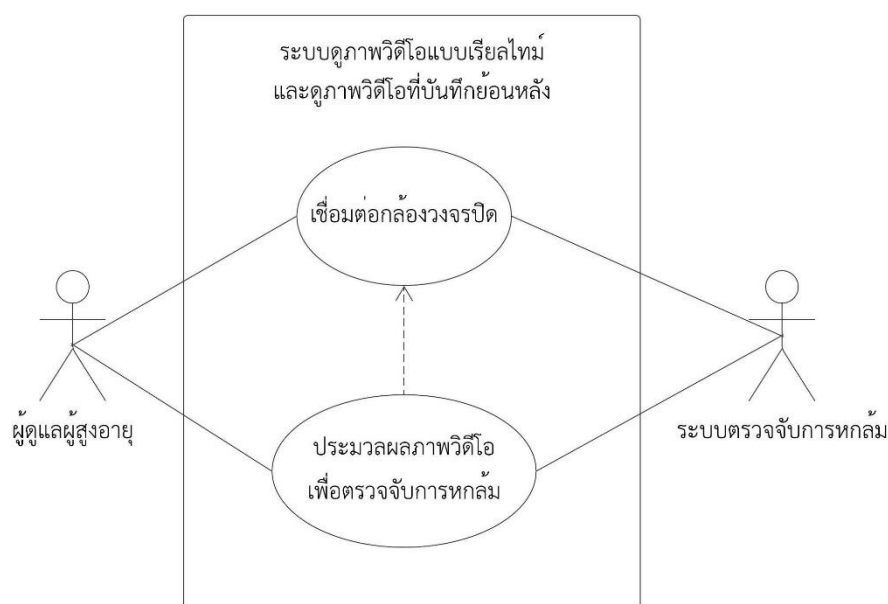 ระบบดูภาพวิดีโอแบบเรียลไทม์
และดูภาพวิดีโอที่บันทึกย้อนหลัง
เชื่อมต่อกล้องวงจรปิด
ผู้ดูแลผู้สูงอายุ
ระบบตรวจจับการหกล้ม
ประมวลผลภาพวิดีโอ
เพื่อตรวจจับการหกล้ม